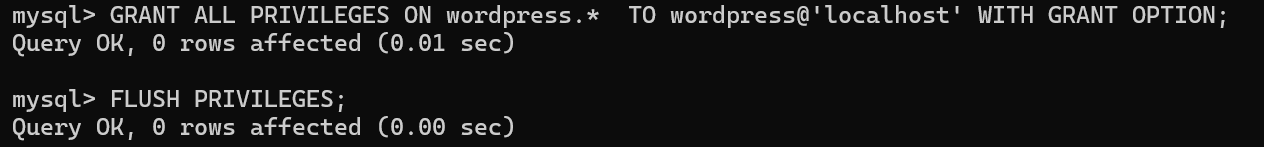 mysql> GRANT ALL PRIVILEGES ON wordpress.*  TO wordpress@'localhost' WITH GRANT OPTION;
Query OK, 0 rows affected (0.01 sec)
mysql> FLUSH PRIVILEGES;
Query OK, 0 rows affected (0.00 sec)